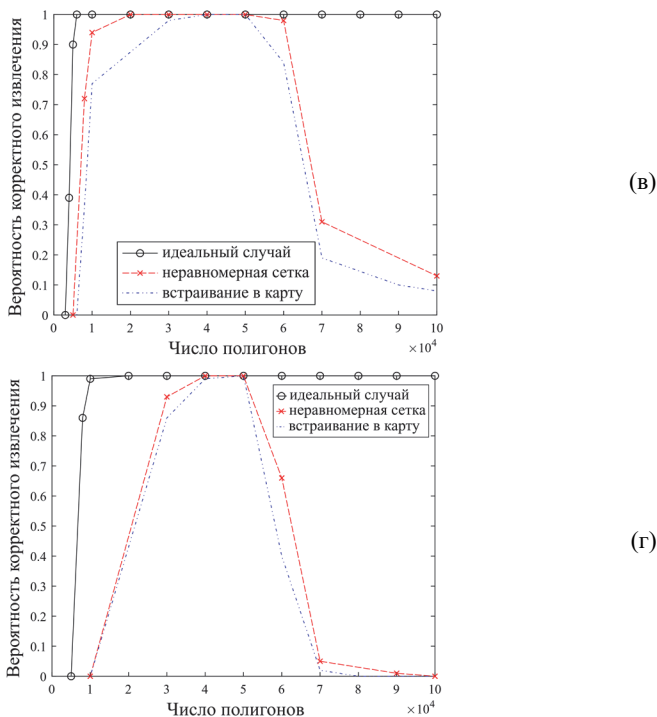 Вероятность корректного извлечения
1
0.9
0.8
0.7
0.6
0.5
0.4
0.3
0.2
0.1
0
идеальный случай
неравномерная сетка
встраивание в карту
0 1 2 3 4 5 6 7 8 9 10
Число полигонов
×10⁴
(в)
Вероятность корректного извлечения
1
0.9
0.8
0.7
0.6
0.5
0.4
0.3
0.2
0.1
0
идеальный случай
неравномерная сетка
встраивание в карту
0 1 2 3 4 5 6 7 8 9 10
Число полигонов
×10⁴
(г)